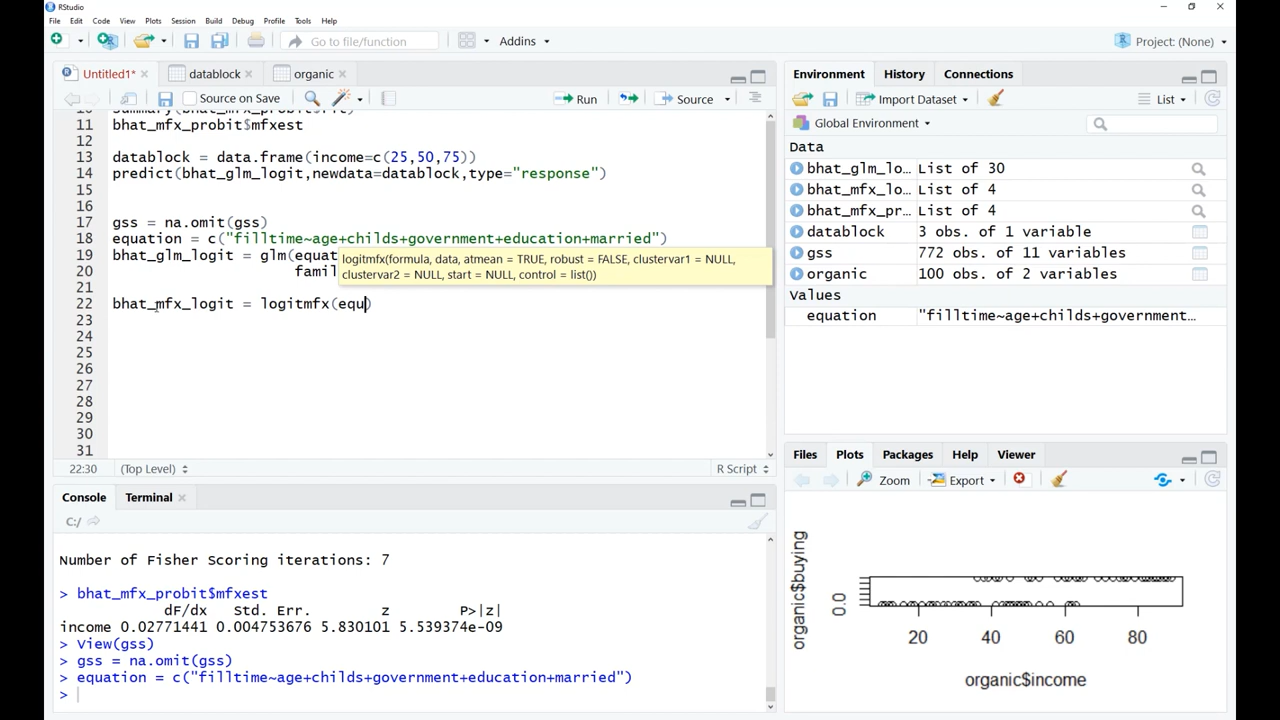 RStudio
File Edit Code View Plots Session Build Debug Profile Tools Help
Go to file/function Addins Project: (None)
Untitled1* datablock organic
Source on Save Run Source
11 bhat_mfx_probit$mfxest
12
13 datablock = data.frame(income=c(25,50,75))
14 predict(bhat_glm_logit,newdata=datablock,type="response")
15
16
17 gss = na.omit(gss)
18 equation = c("filltime~age+childs+government+education+married")
19 bhat_glm_logit = glm(equat
logitmfx(formula, data, atmean = TRUE, robust = FALSE, clustervar1 = NULL,
clustervar2 = NULL, start = NULL, control = list())
20 famil
21
22 bhat_mfx_logit = logitmfx(equ)
23
24
25
26
27
28
29
30
31
22:30 (Top Level) R Script
Console Terminal
C:/
Number of Fisher Scoring iterations: 7
> bhat_mfx_probit$mfxest
dF/dx Std. Err. z P>|z|
income 0.02771441 0.004753676 5.830101 5.539374e-09
> View(gss)
> gss = na.omit(gss)
> equation = c("filltime~age+childs+government+education+married")
>
Environment History Connections
Import Dataset List
Global Environment
Data
bhat_glm_lo… List of 30
bhat_mfx_lo… List of 4
bhat_mfx_pr… List of 4
datablock 3 obs. of 1 variable
gss 772 obs. of 11 variables
organic 100 obs. of 2 variables
Values
equation "filltime~age+childs+government…
Files Plots Packages Help Viewer
Zoom Export
organic$buying
0.0
20 40 60 80
organic$income